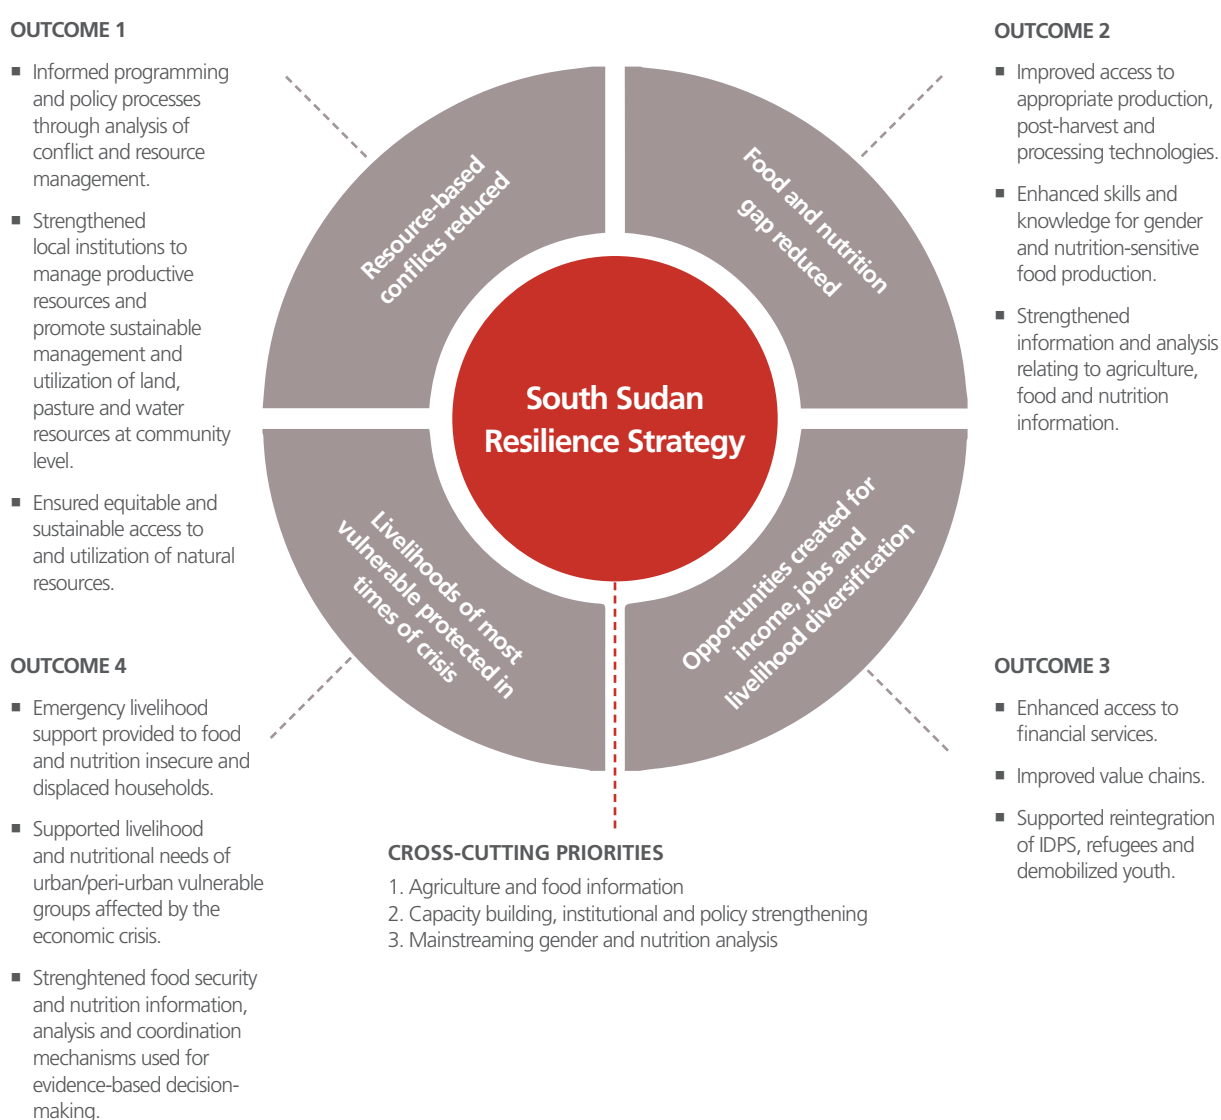 OUTCOME 1
▪ Informed programming
and policy processes
through analysis of
conflict and resource
management.
▪ Strengthened
local institutions to
manage productive
resources and
promote sustainable
management and
utilization of land,
pasture and water
resources at community
level.
▪ Ensured equitable and
sustainable access to
and utilization of natural
resources.
OUTCOME 2
▪ Improved access to
appropriate production,
post-harvest and
processing technologies.
▪ Enhanced skills and
knowledge for gender
and nutrition-sensitive
food production.
▪ Strengthened
information and analysis
relating to agriculture,
food and nutrition
information.
Resource-based
conflicts reduced
Food and nutrition
gap reduced
South Sudan
Resilience Strategy
Livelihoods of most
vulnerable protected in
times of crisis
Opportunities created for
income, jobs and
livelihood diversification
OUTCOME 4
▪ Emergency livelihood
support provided to food
and nutrition insecure and
displaced households.
▪ Supported livelihood
and nutritional needs of
urban/peri-urban vulnerable
groups affected by the
economic crisis.
▪ Strenghtened food security
and nutrition information,
analysis and coordination
mechanisms used for
evidence-based decision-
making.
OUTCOME 3
▪ Enhanced access to
financial services.
▪ Improved value chains.
▪ Supported reintegration
of IDPS, refugees and
demobilized youth.
CROSS-CUTTING PRIORITIES
1. Agriculture and food information
2. Capacity building, institutional and policy strengthening
3. Mainstreaming gender and nutrition analysis